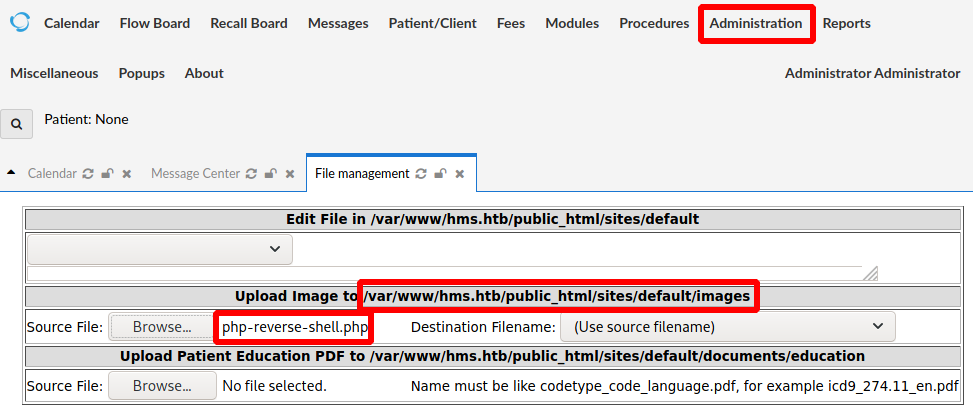 Calendar Flow Board Recall Board Messages Patient/Client Fees Modules Procedures Administration Reports
Miscellaneous Popups About Administrator Administrator
Patient: None
Calendar Message Center File management
Edit File in /var/www/hms.htb/public_html/sites/default
Upload Image to /var/www/hms.htb/public_html/sites/default/images
Source File: Browse... php-reverse-shell.php Destination Filename: (Use source filename)
Upload Patient Education PDF to /var/www/hms.htb/public_html/sites/default/documents/education
Source File: Browse... No file selected. Name must be like codetype_code_language.pdf, for example icd9_274.11_en.pdf